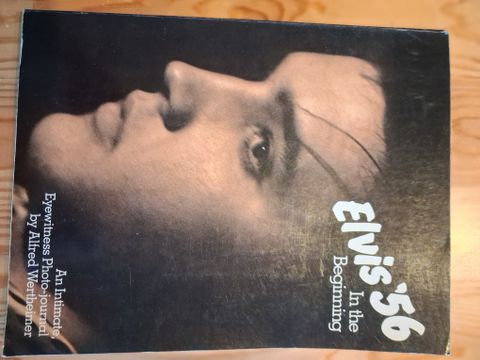 Elvis '56
In the
Beginning
An Intimate,
Eyewitness Photo-journal
by Alfred Wertheimer